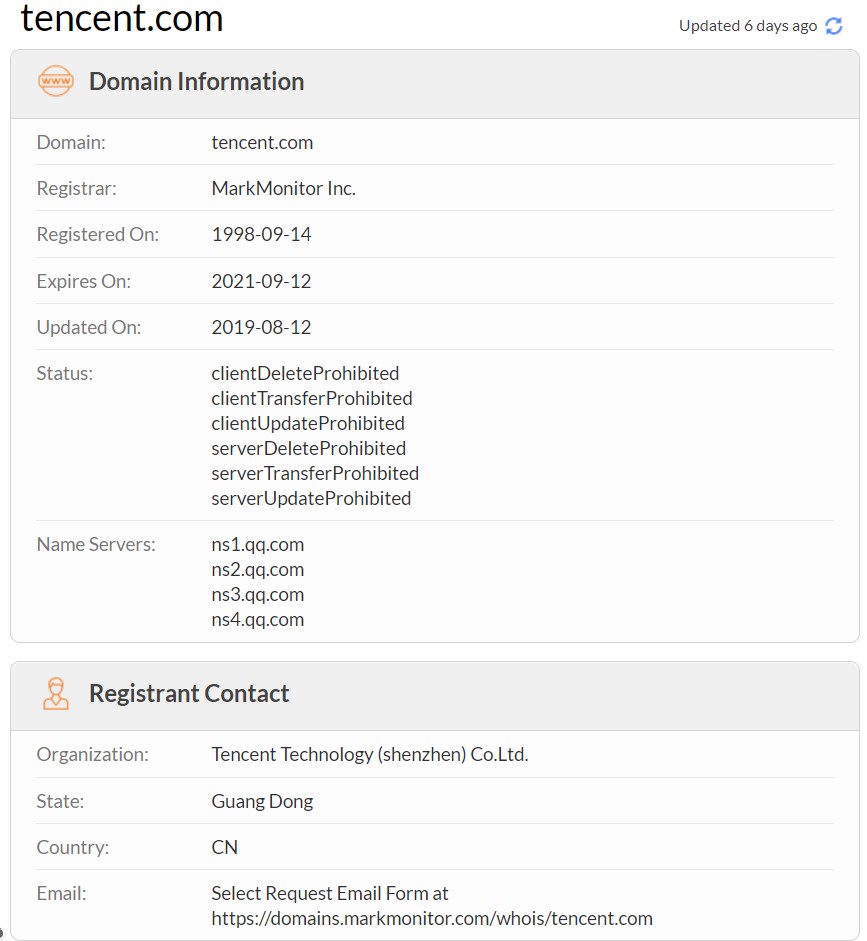 tencent.com
Updated 6 days ago
www
Domain Information
Domain: tencent.com
Registrar: MarkMonitor Inc.
Registered On: 1998-09-14
Expires On: 2021-09-12
Updated On: 2019-08-12
Status: clientDeleteProhibited
clientTransferProhibited
clientUpdateProhibited
serverDeleteProhibited
serverTransferProhibited
serverUpdateProhibited
Name Servers: ns1.qq.com
ns2.qq.com
ns3.qq.com
ns4.qq.com
Registrant Contact
Organization: Tencent Technology (shenzhen) Co.Ltd.
State: Guang Dong
Country: CN
Email: Select Request Email Form at
https://domains.markmonitor.com/whois/tencent.com